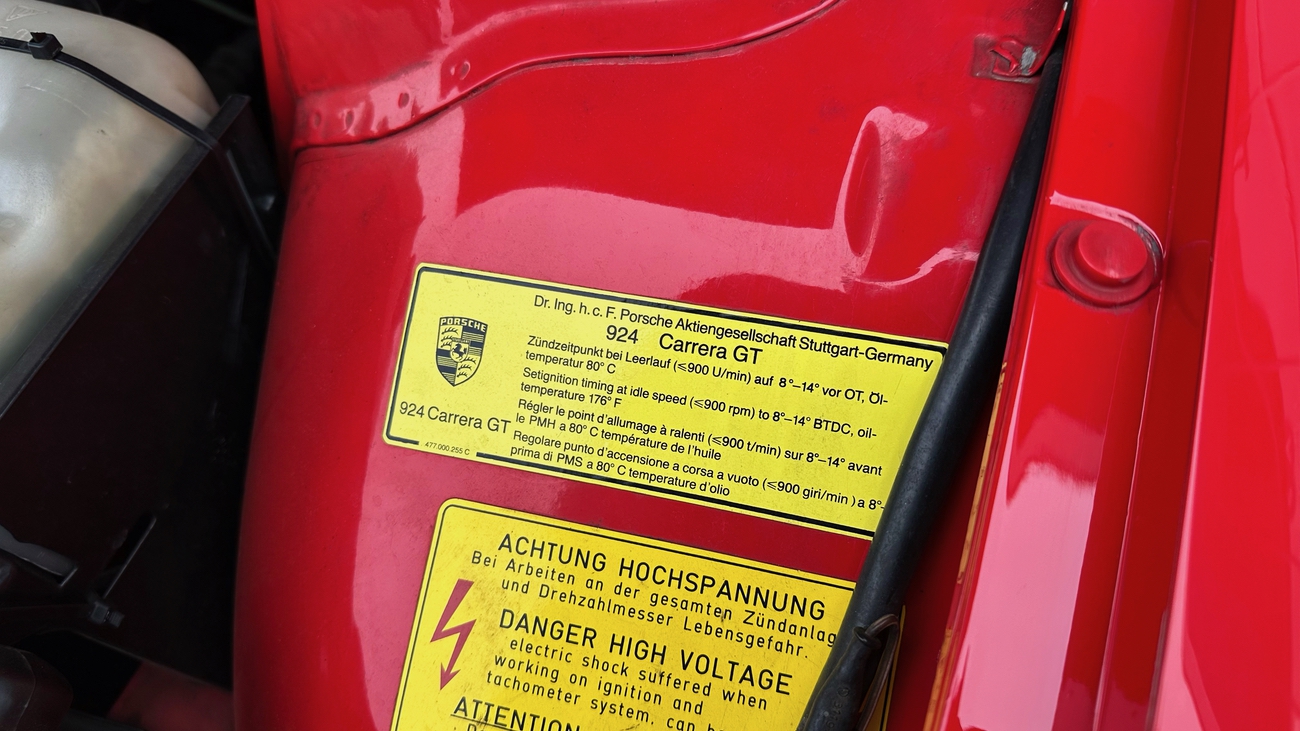 Dr. Ing. h. c. F. Porsche Aktiengesellschaft Stuttgart-Germany
924 Carrera GT
PORSCHE
924 Carrera GT
477.000.255 C
Zündzeitpunkt bei Leerlauf (≤900 U/min) auf 8°–14° vor OT, Öl-
temperatur 80° C
Setignition timing at idle speed (≤900 rpm) to 8°–14° BTDC, oil-
temperature 176° F
Régler le point d'allumage à ralenti (≤900 t/min) sur 8°–14° avant
le PMH a 80° C température de l'huile
Regolare punto d'accensione a corsa a vuoto (≤900 giri/min) a 8°–
prima di PMS a 80° C temperatura d'olio
ACHTUNG HOCHSPANNUNG
Bei Arbeiten an der gesamten Zündanlag
und Drehzahlmesser Lebensgefahr.
DANGER HIGH VOLTAGE
electric shock suffered when
working on ignition and
tachometer system, can
ATTENTION